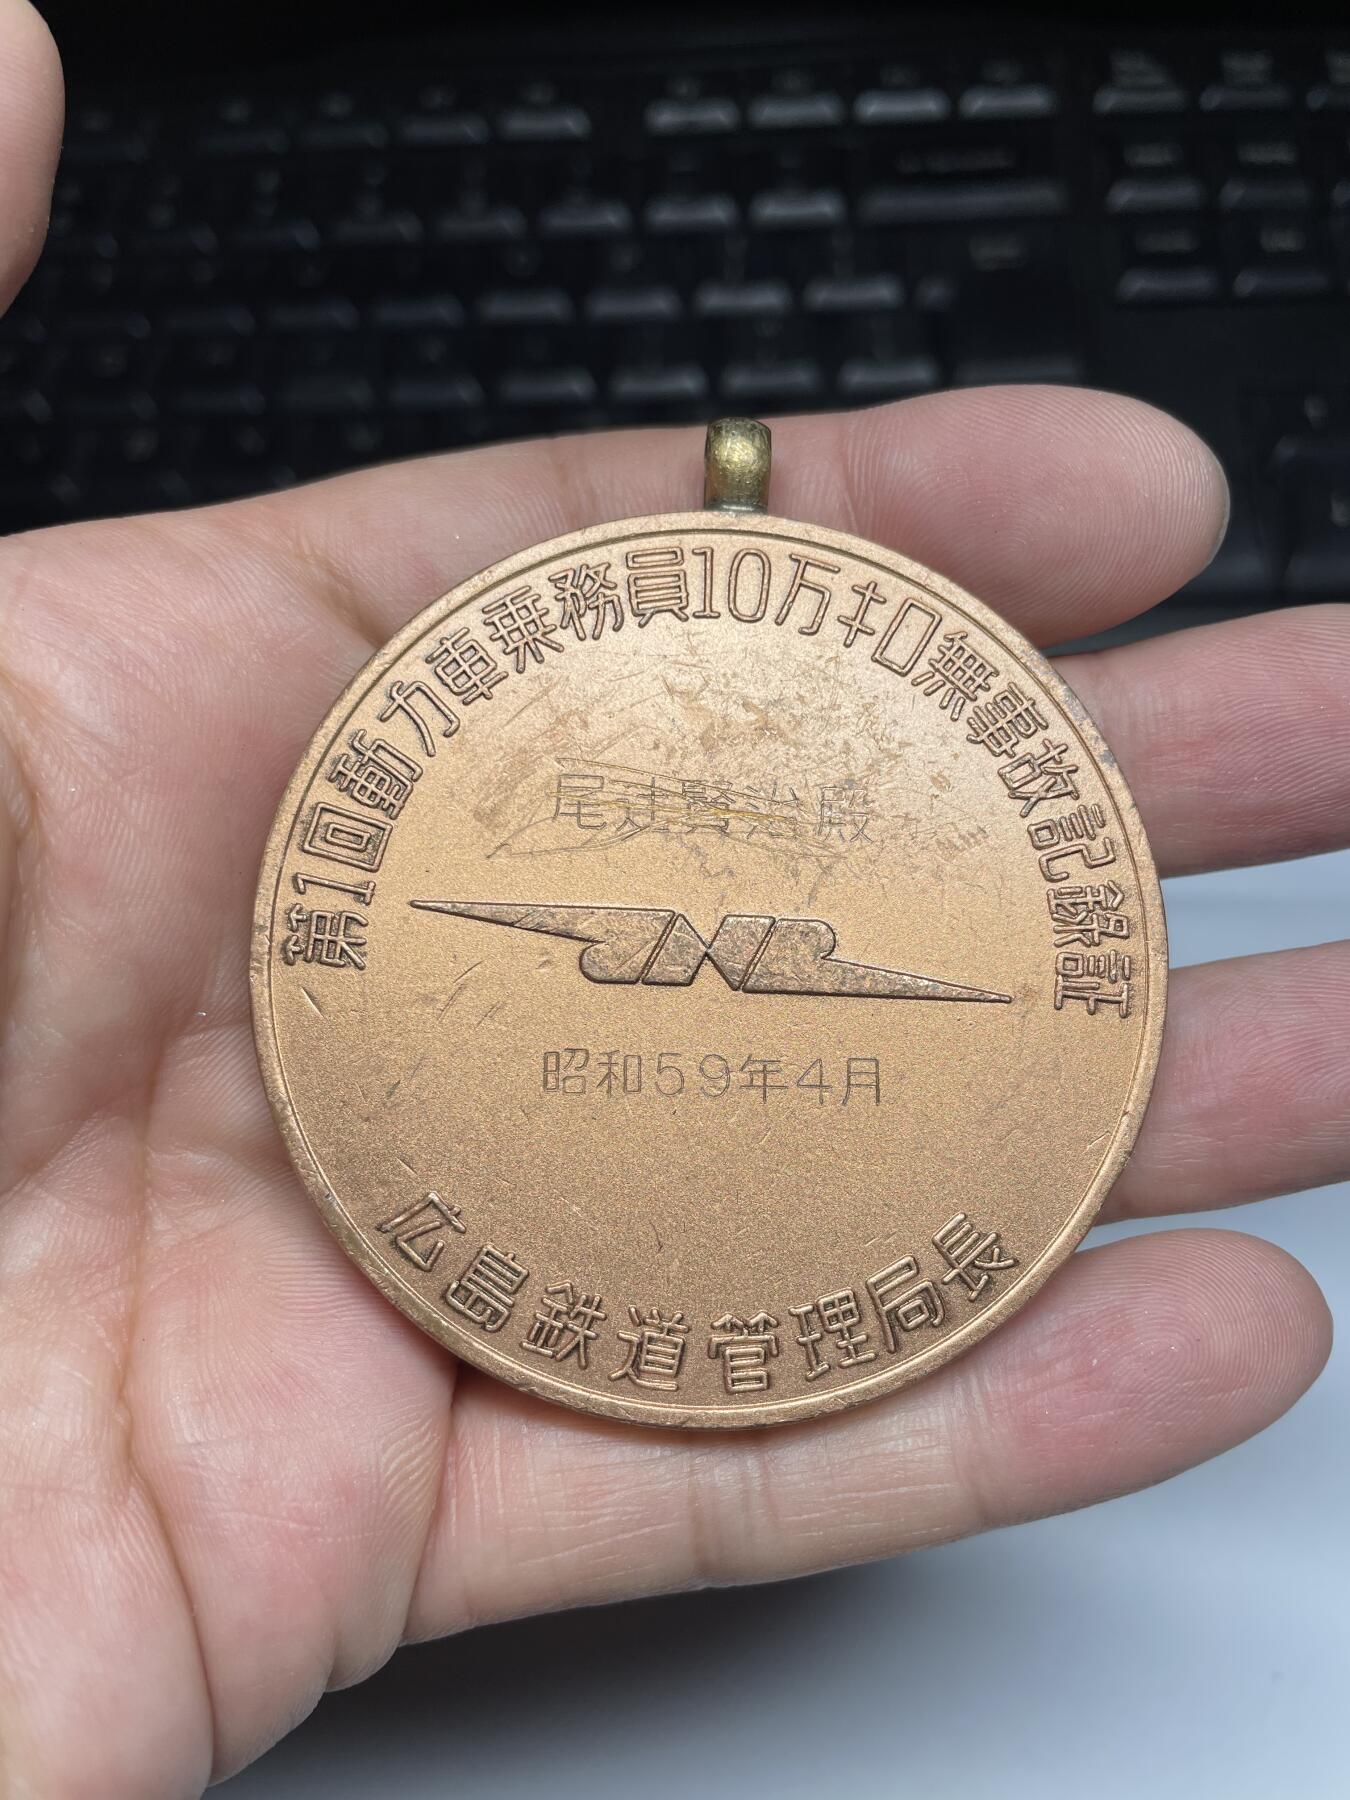 第1回動力車乗務員10万キロ無事故記録証
尾辻賢治殿
JNR
昭和59年4月
広島鉄道管理局長